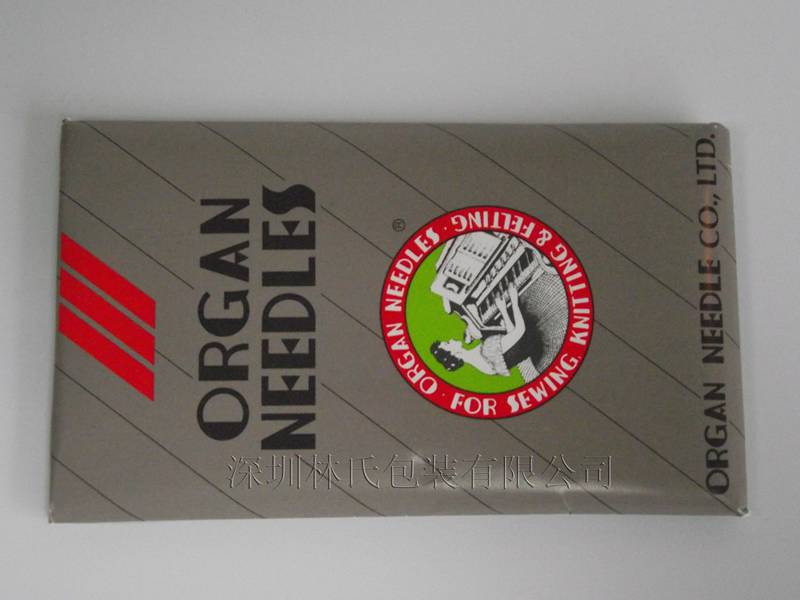 ORGAN
NEEDLES
®
ORGAN NEEDLES · FOR SEWING, KNITTING & FELTING ·
ORGAN NEEDLE CO., LTD.
深圳林氏包装有限公司